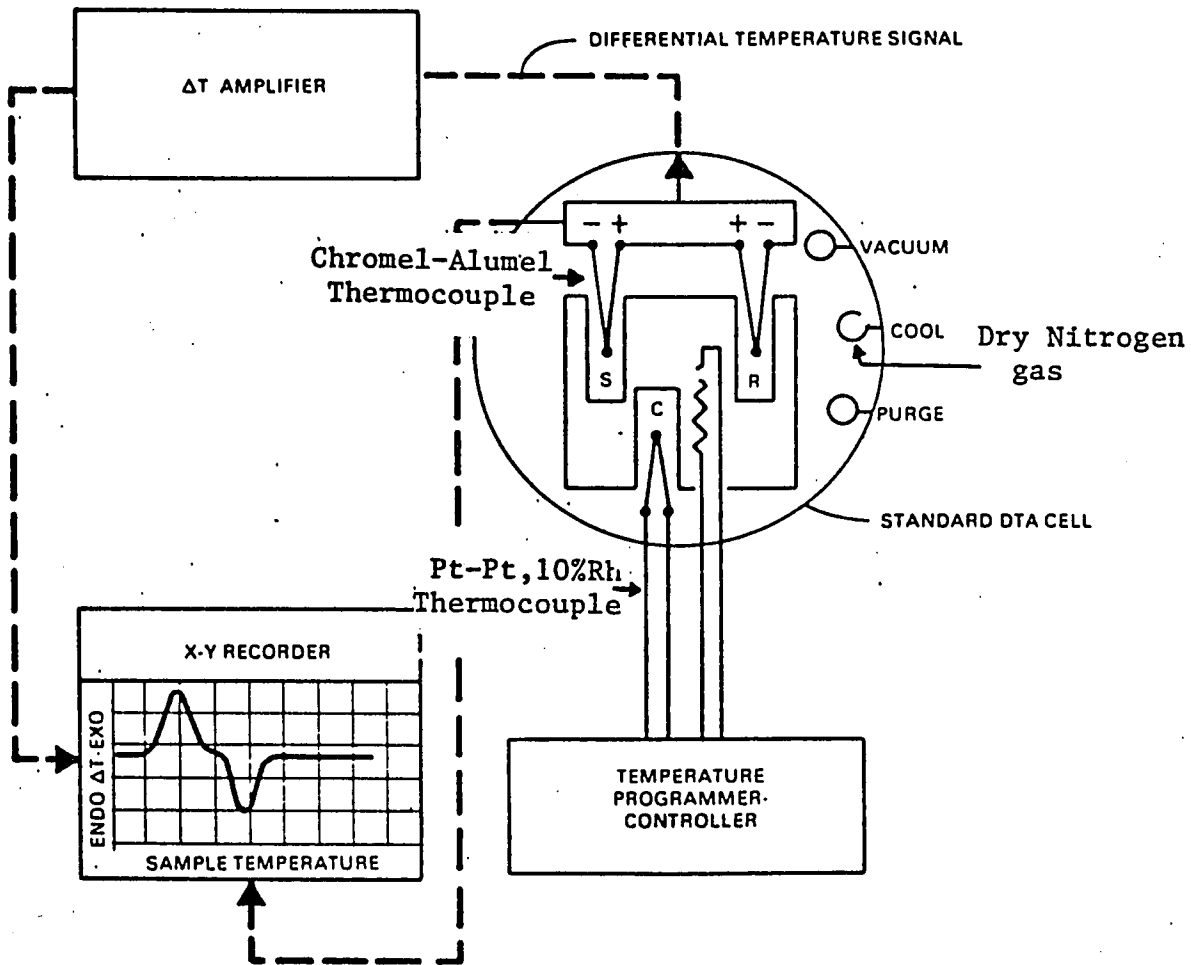 DIFFERENTIAL TEMPERATURE SIGNAL
ΔT AMPLIFIER
- + + -
VACUUM
Chromel-Alumel
Thermocouple
COOL
Dry Nitrogen
gas
S
R
C
PURGE
STANDARD DTA CELL
Pt-Pt,10%Rh
Thermocouple
X-Y RECORDER
ENDO ΔT·EXO
SAMPLE TEMPERATURE
TEMPERATURE
PROGRAMMER-
CONTROLLER